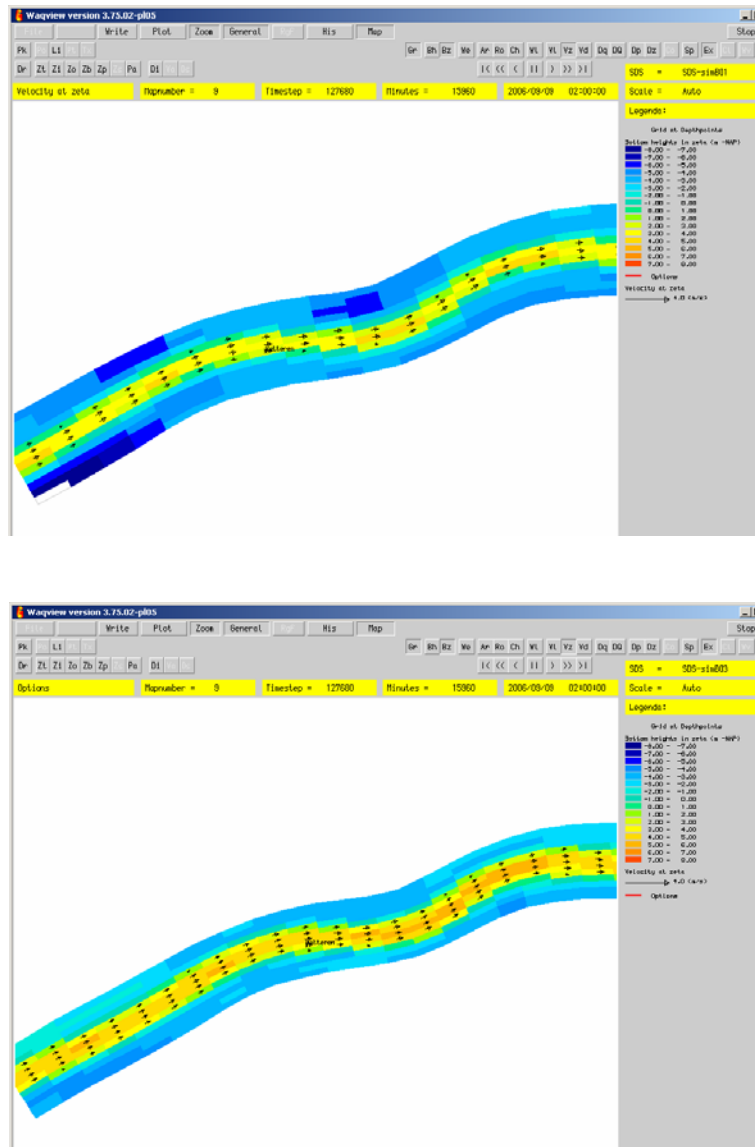 Waqview version 3.75.02-pl05
File Write Plot Zoom General His Map Stop
Pk L1 Gr Bh Bz We Ar Ro Ch Wl Vl Vz Vd Dq DQ Dp Dz Sp Ex
Dr Zt Zi Zo Zb Zp Pa Di |< << < || > >> >| SDS = SDS-simB01
Velocity at zeta Mapnumber = 9 Timestep = 127680 Minutes = 15960 2006/09/09 02:00:00 Scale = Auto
Legends:
Grid at Depthpoints
Bottom heights in zeta (m -NAP)
-8.00 - -7.00
-7.00 - -6.00
-6.00 - -5.00
-5.00 - -4.00
-4.00 - -3.00
-3.00 - -2.00
-2.00 - -1.00
-1.00 - 0.00
0.00 - 1.00
1.00 - 2.00
2.00 - 3.00
3.00 - 4.00
4.00 - 5.00
5.00 - 6.00
6.00 - 7.00
7.00 - 8.00
Options
Velocity at zeta
4.0 (m/s)
Waqview version 3.75.02-pl05
File Write Plot Zoom General His Map Stop
Pk L1 Gr Bh Bz We Ar Ro Ch Wl Vl Vz Vd Dq DQ Dp Dz Sp Ex
Dr Zt Zi Zo Zb Zp Pa Di |< << < || > >> >| SDS = SDS-simB03
Options Mapnumber = 9 Timestep = 127680 Minutes = 15960 2006/09/09 02:00:00 Scale = Auto
Legends:
Grid at Depthpoints
Bottom heights in zeta (m -NAP)
-8.00 - -7.00
-7.00 - -6.00
-6.00 - -5.00
-5.00 - -4.00
-4.00 - -3.00
-3.00 - -2.00
-2.00 - -1.00
-1.00 - 0.00
0.00 - 1.00
1.00 - 2.00
2.00 - 3.00
3.00 - 4.00
4.00 - 5.00
5.00 - 6.00
6.00 - 7.00
7.00 - 8.00
Velocity at zeta
4.0 (m/s)
Options